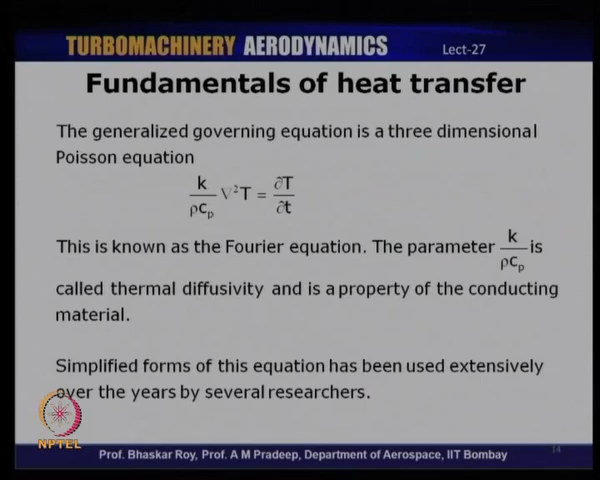 TURBOMACHINERY AERODYNAMICS Lect-27
Fundamentals of heat transfer
The generalized governing equation is a three dimensional
Poisson equation
k/ρcₚ ∇²T = ∂T/∂t
This is known as the Fourier equation. The parameter k/ρcₚ is
called thermal diffusivity and is a property of the conducting
material.
Simplified forms of this equation has been used extensively
over the years by several researchers.
NPTEL
Prof. Bhaskar Roy, Prof. A M Pradeep, Department of Aerospace, IIT Bombay
14